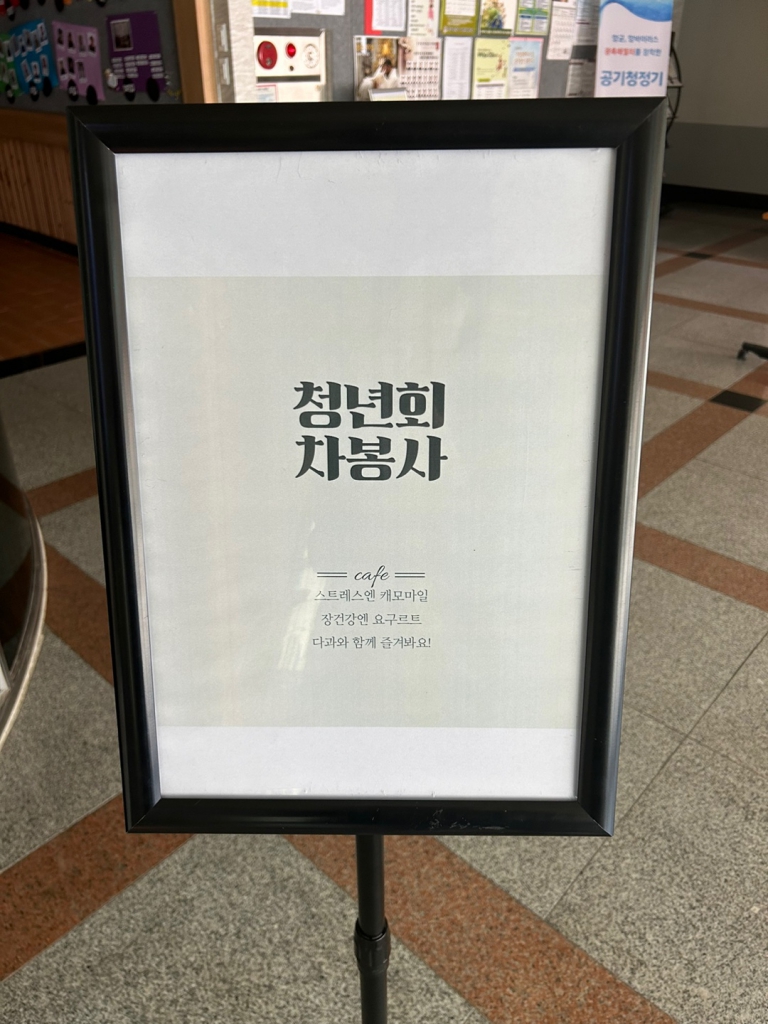 공기청정기
청년회
차봉사
cafe
스트레스엔 캐모마일
장건강엔 요구르트
다과와 함께 즐겨봐요!